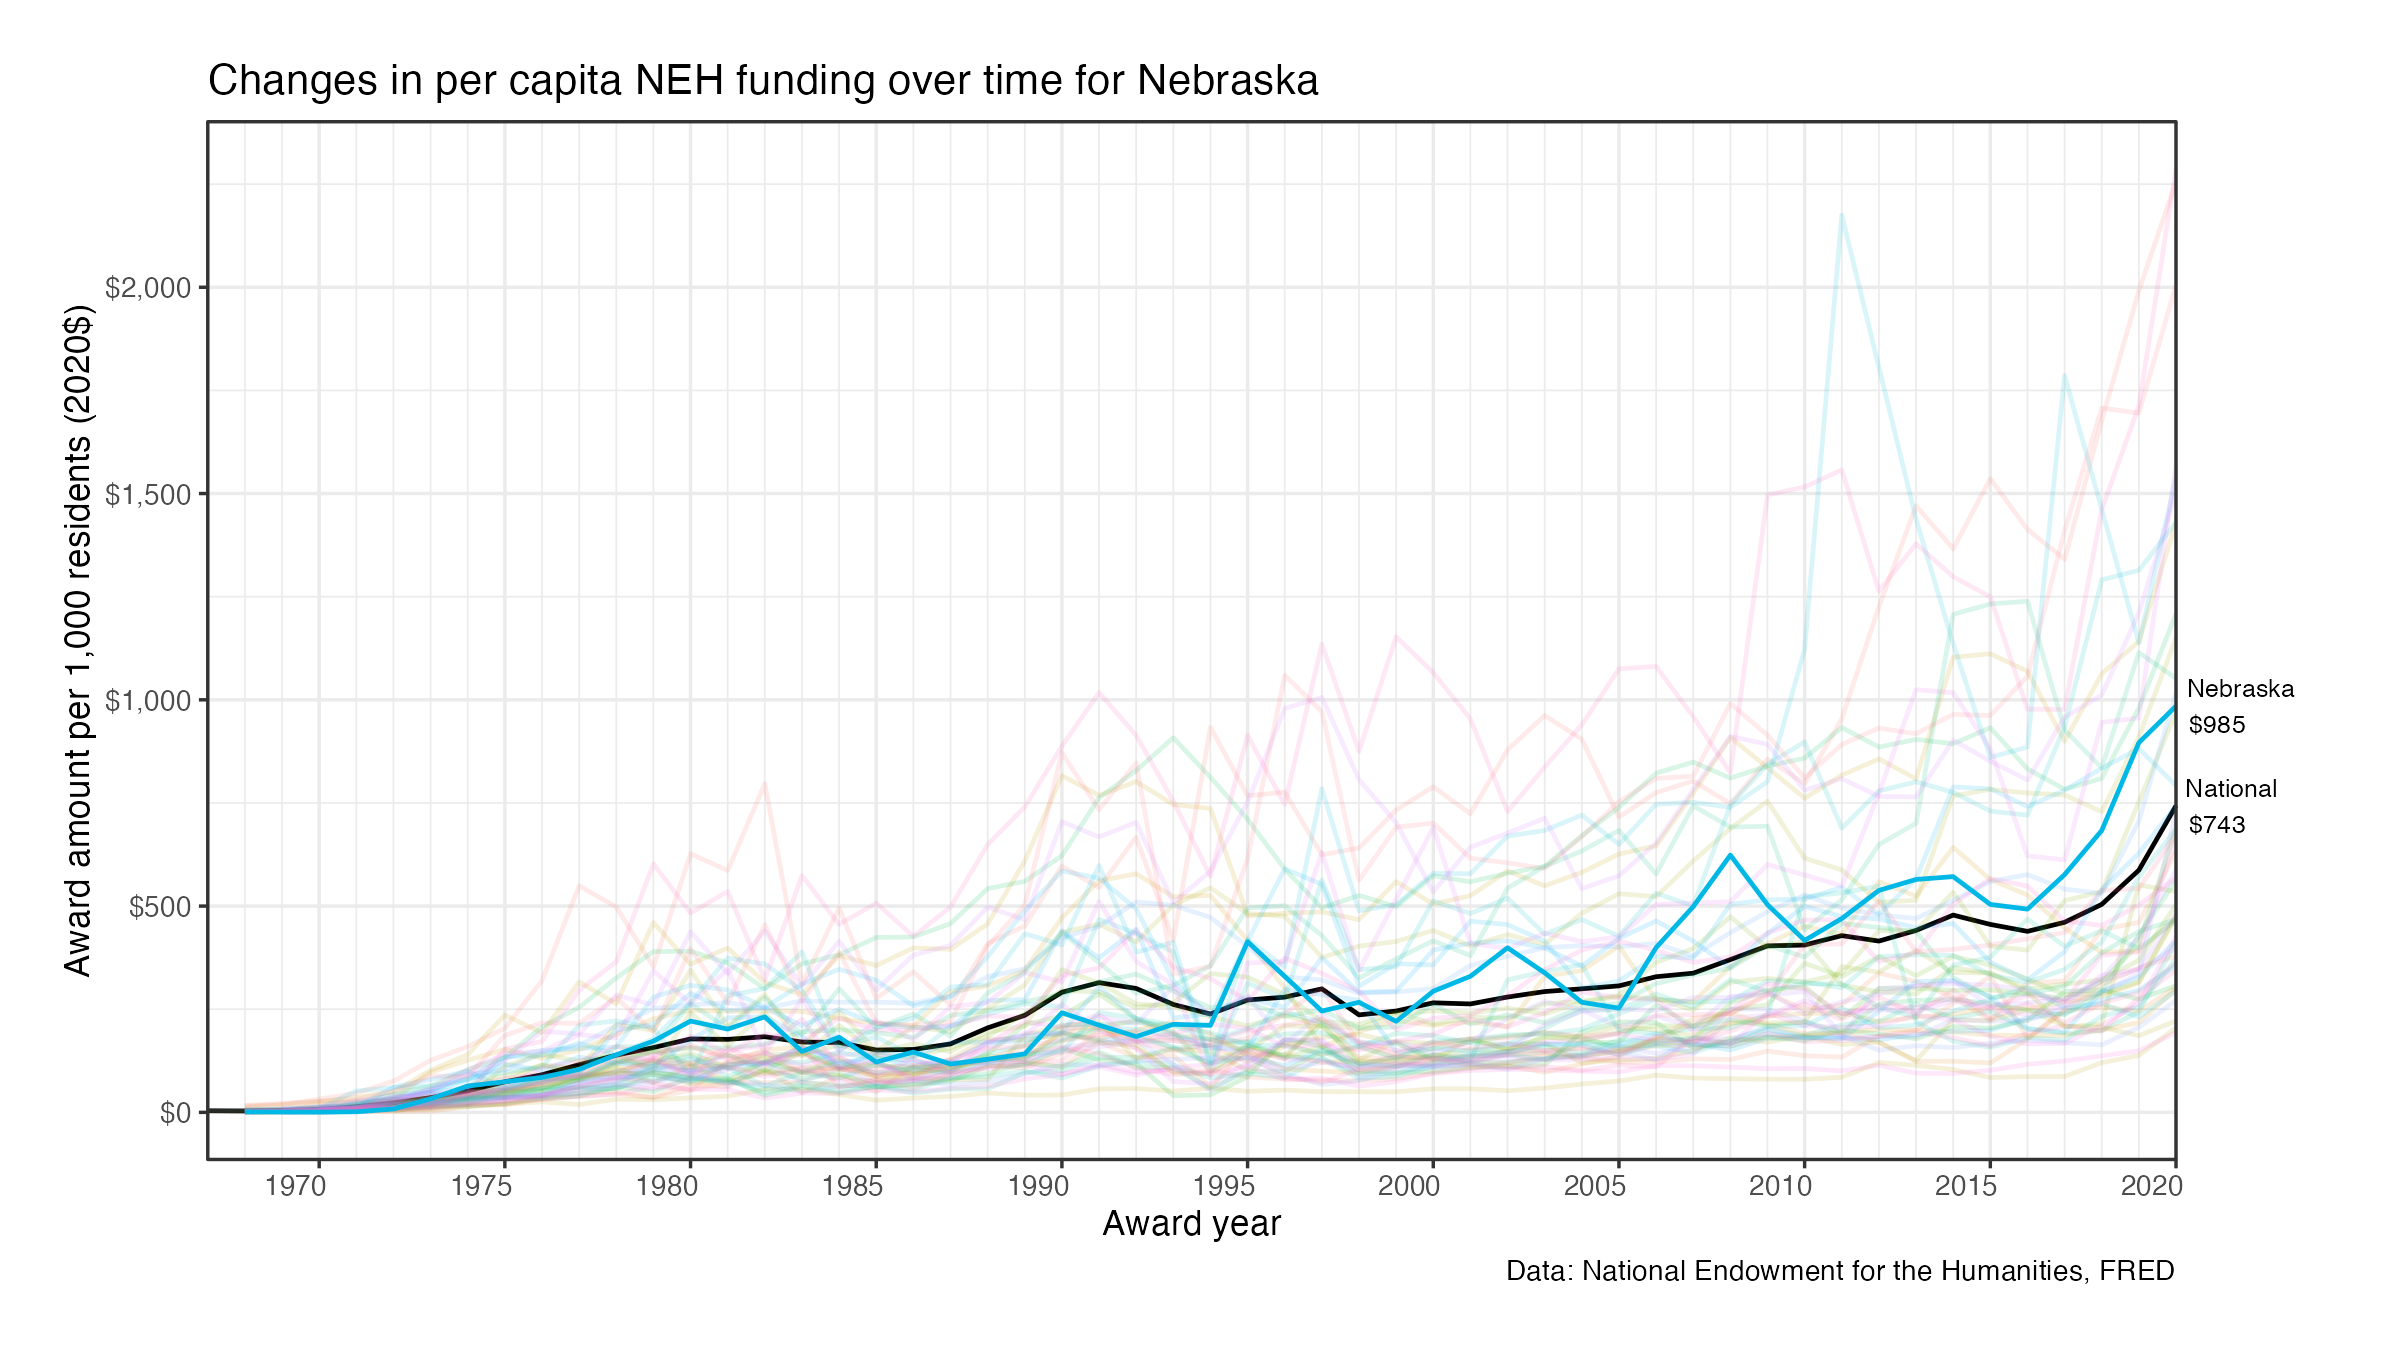 Changes in per capita NEH funding over time for Nebraska
Award amount per 1,000 residents (2020$)
$2,000
$1,500
$1,000
$500
$0
Nebraska
$985
National
$743
1970 1975 1980 1985 1990 1995 2000 2005 2010 2015 2020
Award year
Data: National Endowment for the Humanities, FRED